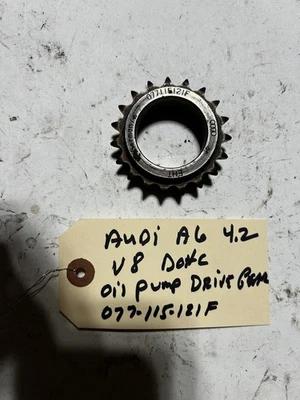 077115121F
AUDi A6 4.2
V8 DOHC
Oil Pump Drive Gear
077-115-121F